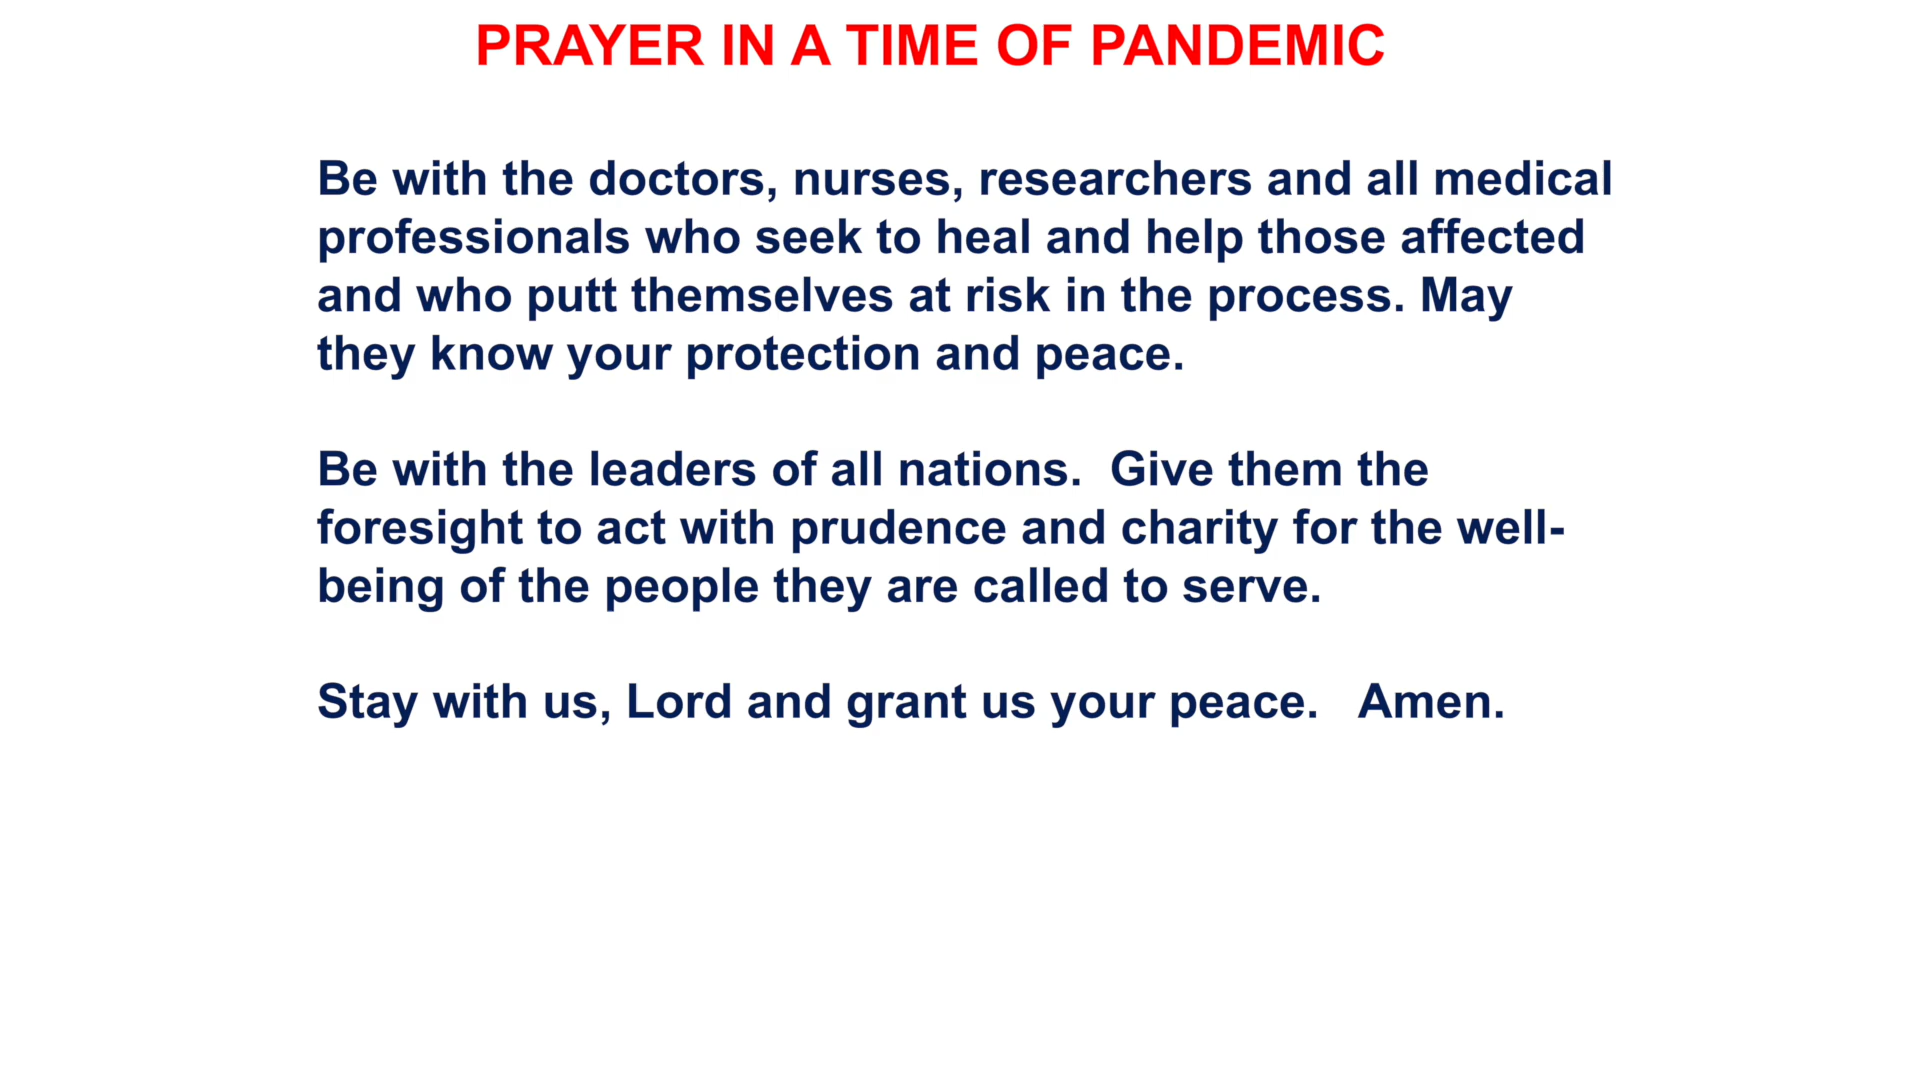 PRAYER IN A TIME OF PANDEMIC
Be with the doctors, nurses, researchers and all medical
professionals who seek to heal and help those affected
and who putt themselves at risk in the process. May
they know your protection and peace.
Be with the leaders of all nations.  Give them the
foresight to act with prudence and charity for the well-
being of the people they are called to serve.
Stay with us, Lord and grant us your peace.   Amen.